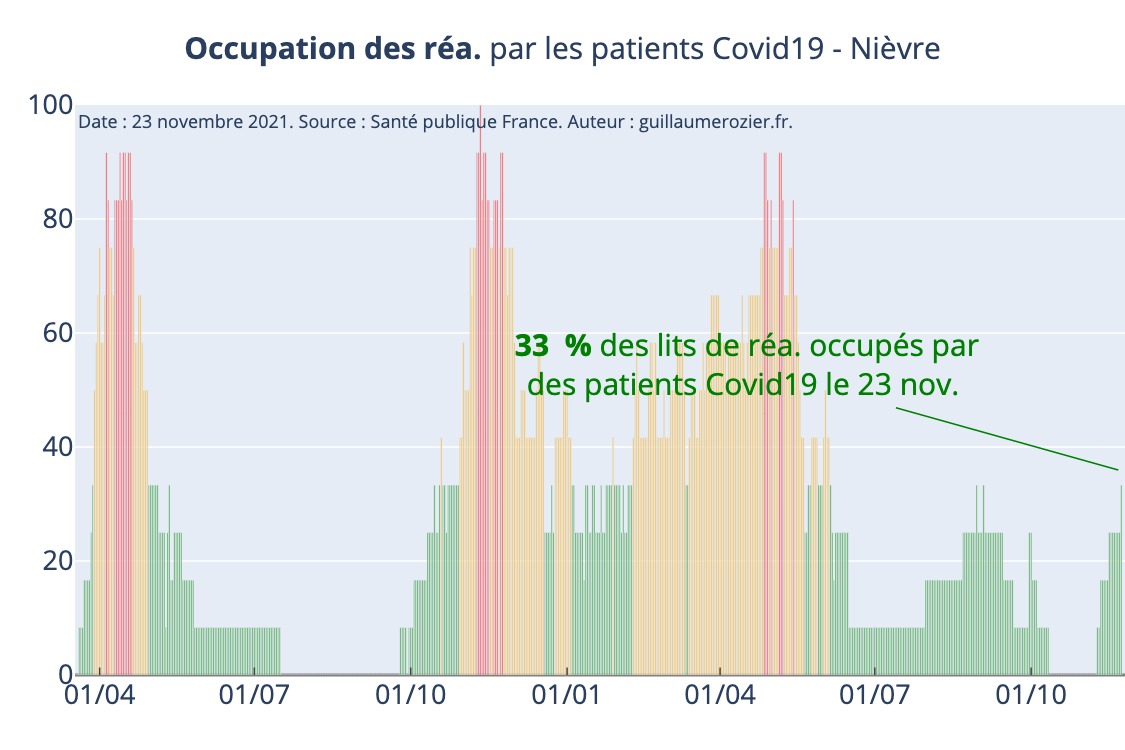 Occupation des réa. par les patients Covid19 - Nièvre
100
Date : 23 novembre 2021. Source : Santé publique France. Auteur : guillaumerozier.fr.
80
60
33 % des lits de réa. occupés par
des patients Covid19 le 23 nov.
40
20
0
01/04 01/07 01/10 01/01 01/04 01/07 01/10